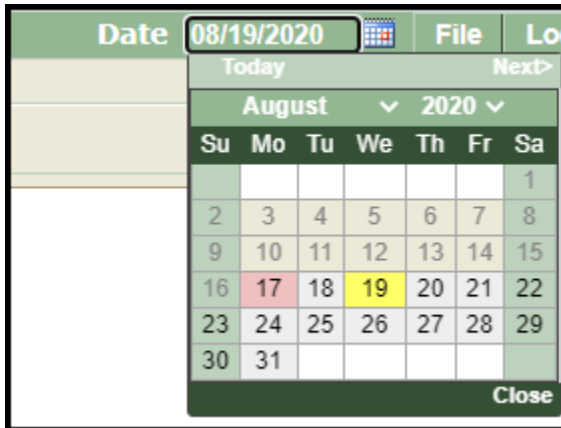 Date 08/19/2020 File Lo
Today Next>
August 2020
Su Mo Tu We Th Fr Sa
1
2 3 4 5 6 7 8
9 10 11 12 13 14 15
16 17 18 19 20 21 22
23 24 25 26 27 28 29
30 31
Close